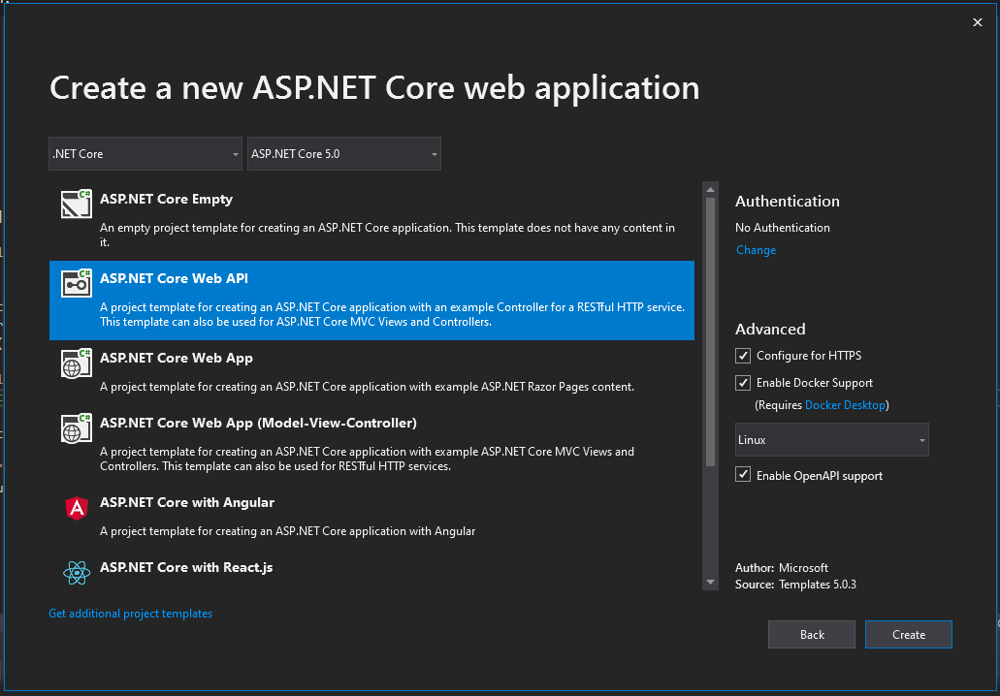 Create a new ASP.NET Core web application
.NET Core
ASP.NET Core 5.0
C#
ASP.NET Core Empty
An empty project template for creating an ASP.NET Core application. This template does not have any content in
it.
C#
ASP.NET Core Web API
A project template for creating an ASP.NET Core application with an example Controller for a RESTful HTTP service.
This template can also be used for ASP.NET Core MVC Views and Controllers.
C#
ASP.NET Core Web App
A project template for creating an ASP.NET Core application with example ASP.NET Razor Pages content.
C#
ASP.NET Core Web App (Model-View-Controller)
A project template for creating an ASP.NET Core application with example ASP.NET Core MVC Views and
Controllers. This template can also be used for RESTful HTTP services.
A
ASP.NET Core with Angular
A project template for creating an ASP.NET Core application with Angular
ASP.NET Core with React.js
Get additional project templates
Authentication
No Authentication
Change
Advanced
Configure for HTTPS
Enable Docker Support
(Requires Docker Desktop)
Linux
Enable OpenAPI support
Author: Microsoft
Source: Templates 5.0.3
Back
Create